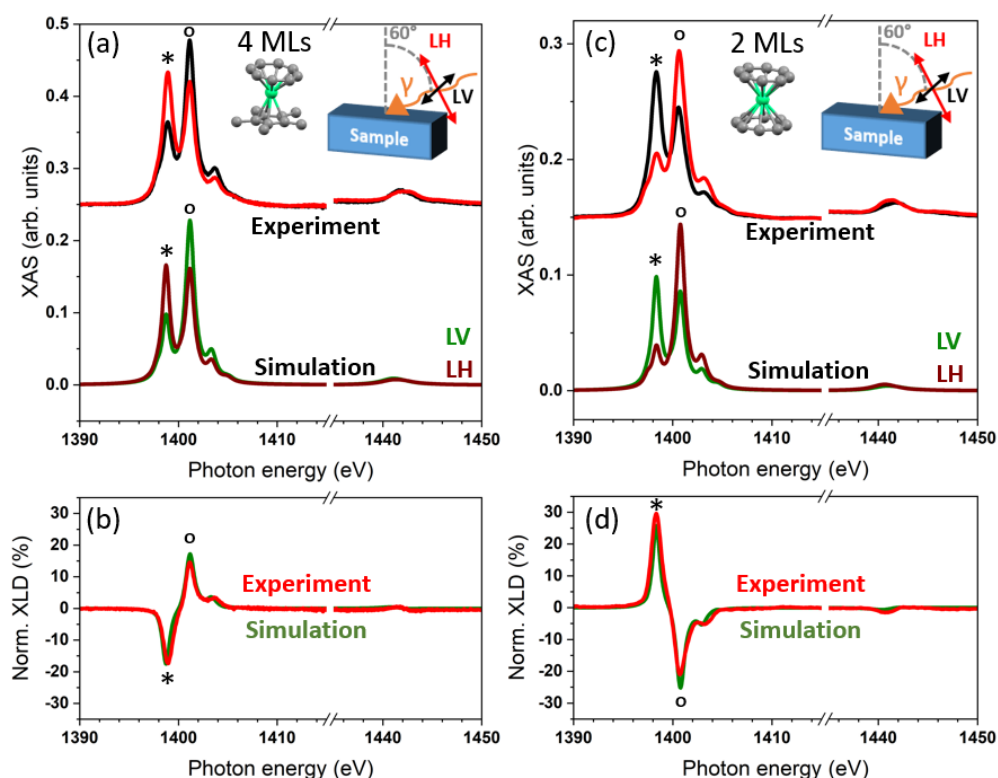 (a)
4 MLs
60°
LH
γ
LV
Sample
*
o
Experiment
*
o
LV
Simulation
LH
XAS (arb. units)
0.5
0.4
0.3
0.2
0.1
0.0
1390
1400
1410
1440
1450
Photon energy (eV)
(c)
2 MLs
60°
LH
γ
LV
Sample
*
o
Experiment
*
o
LV
Simulation
LH
XAS (arb. units)
0.3
0.2
0.1
0.0
1390
1400
1410
1440
1450
Photon energy (eV)
(b)
o
Experiment
Simulation
*
Norm. XLD (%)
30
20
10
0
-10
-20
-30
1390
1400
1410
1440
1450
Photon energy (eV)
(d)
*
Experiment
Simulation
o
Norm. XLD (%)
30
20
10
0
-10
-20
-30
1390
1400
1410
1440
1450
Photon energy (eV)